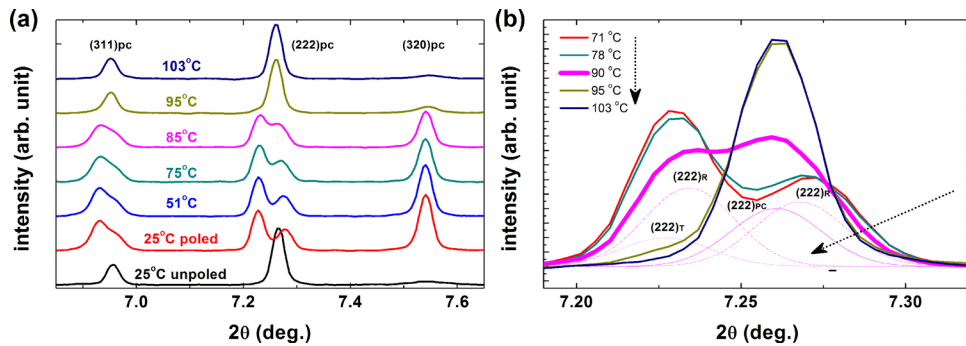 (a)
(311)pc
(222)pc
(320)pc
103°C
95°C
85°C
75°C
51°C
25°C poled
25°C unpoled
intensity (arb. unit)
7.0
7.2
7.4
7.6
2θ (deg.)
(b)
71 °C
78 °C
90 °C
95 °C
103 °C
(222)R
(222)R
(222)PC
(222)T
intensity (arb. unit)
7.20
7.25
7.30
2θ (deg.)